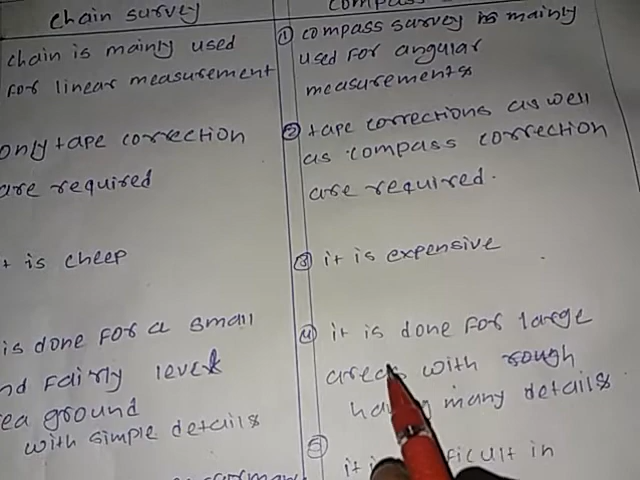 chain survey
chain is mainly used
for linear measurement
only tape correction
are required
is cheep
is done for a small
fairly level
ground
with simple details
compass
① compass survey is mainly
used for angular
measurements
② tape corrections as well
as compass correction
are required.
③ it is expensive
④ it is done for large
areas with rough
many details
⑤
it in